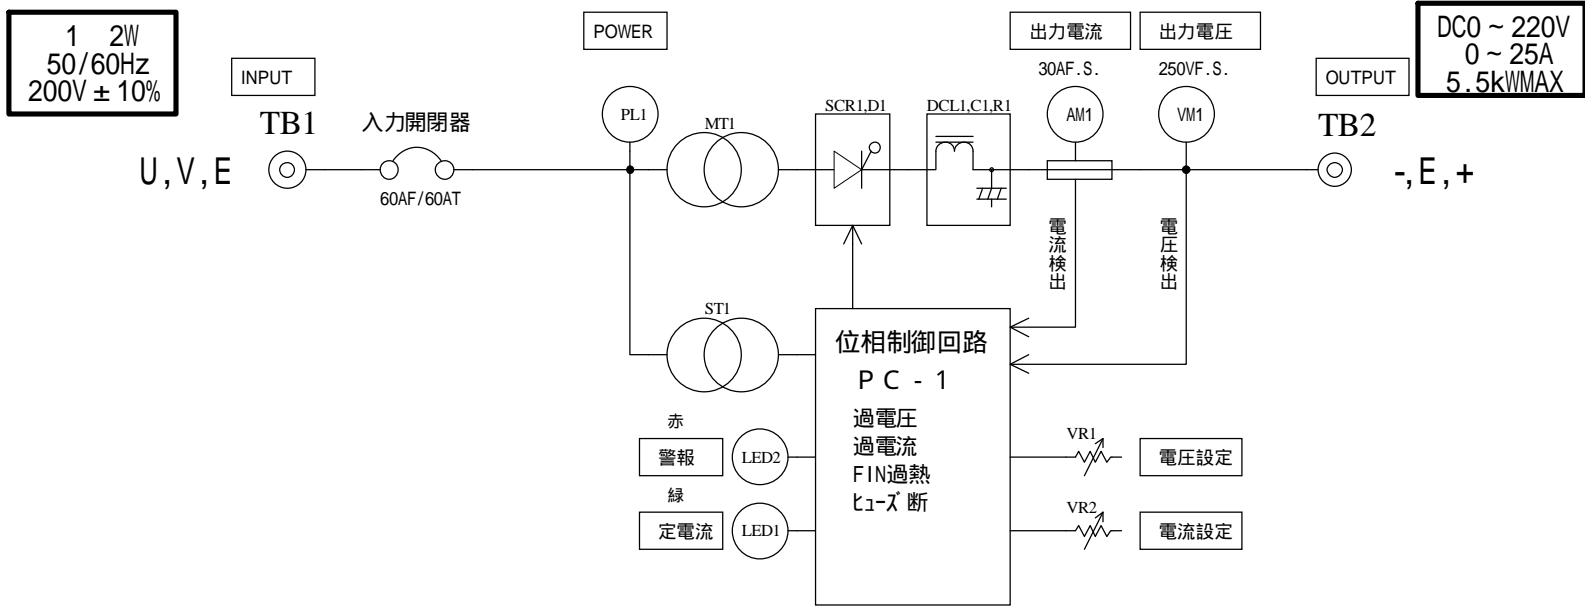 1 2W
50/60Hz
200V±10%
INPUT
TB1
U,V,E
入力開閉器
60AF/60AT
POWER
PL1
MT1
SCR1,D1
DCL1,C1,R1
出力電流
30AF.S.
AM1
出力電圧
250VF.S.
VM1
OUTPUT
TB2
DC0~220V
0~25A
5.5kWMAX
-,E,+
電流検出
電圧検出
ST1
位相制御回路
PC-1
過電圧
過電流
FIN過熱
ヒューズ断
赤
警報
LED2
緑
定電流
LED1
VR1
電圧設定
VR2
電流設定